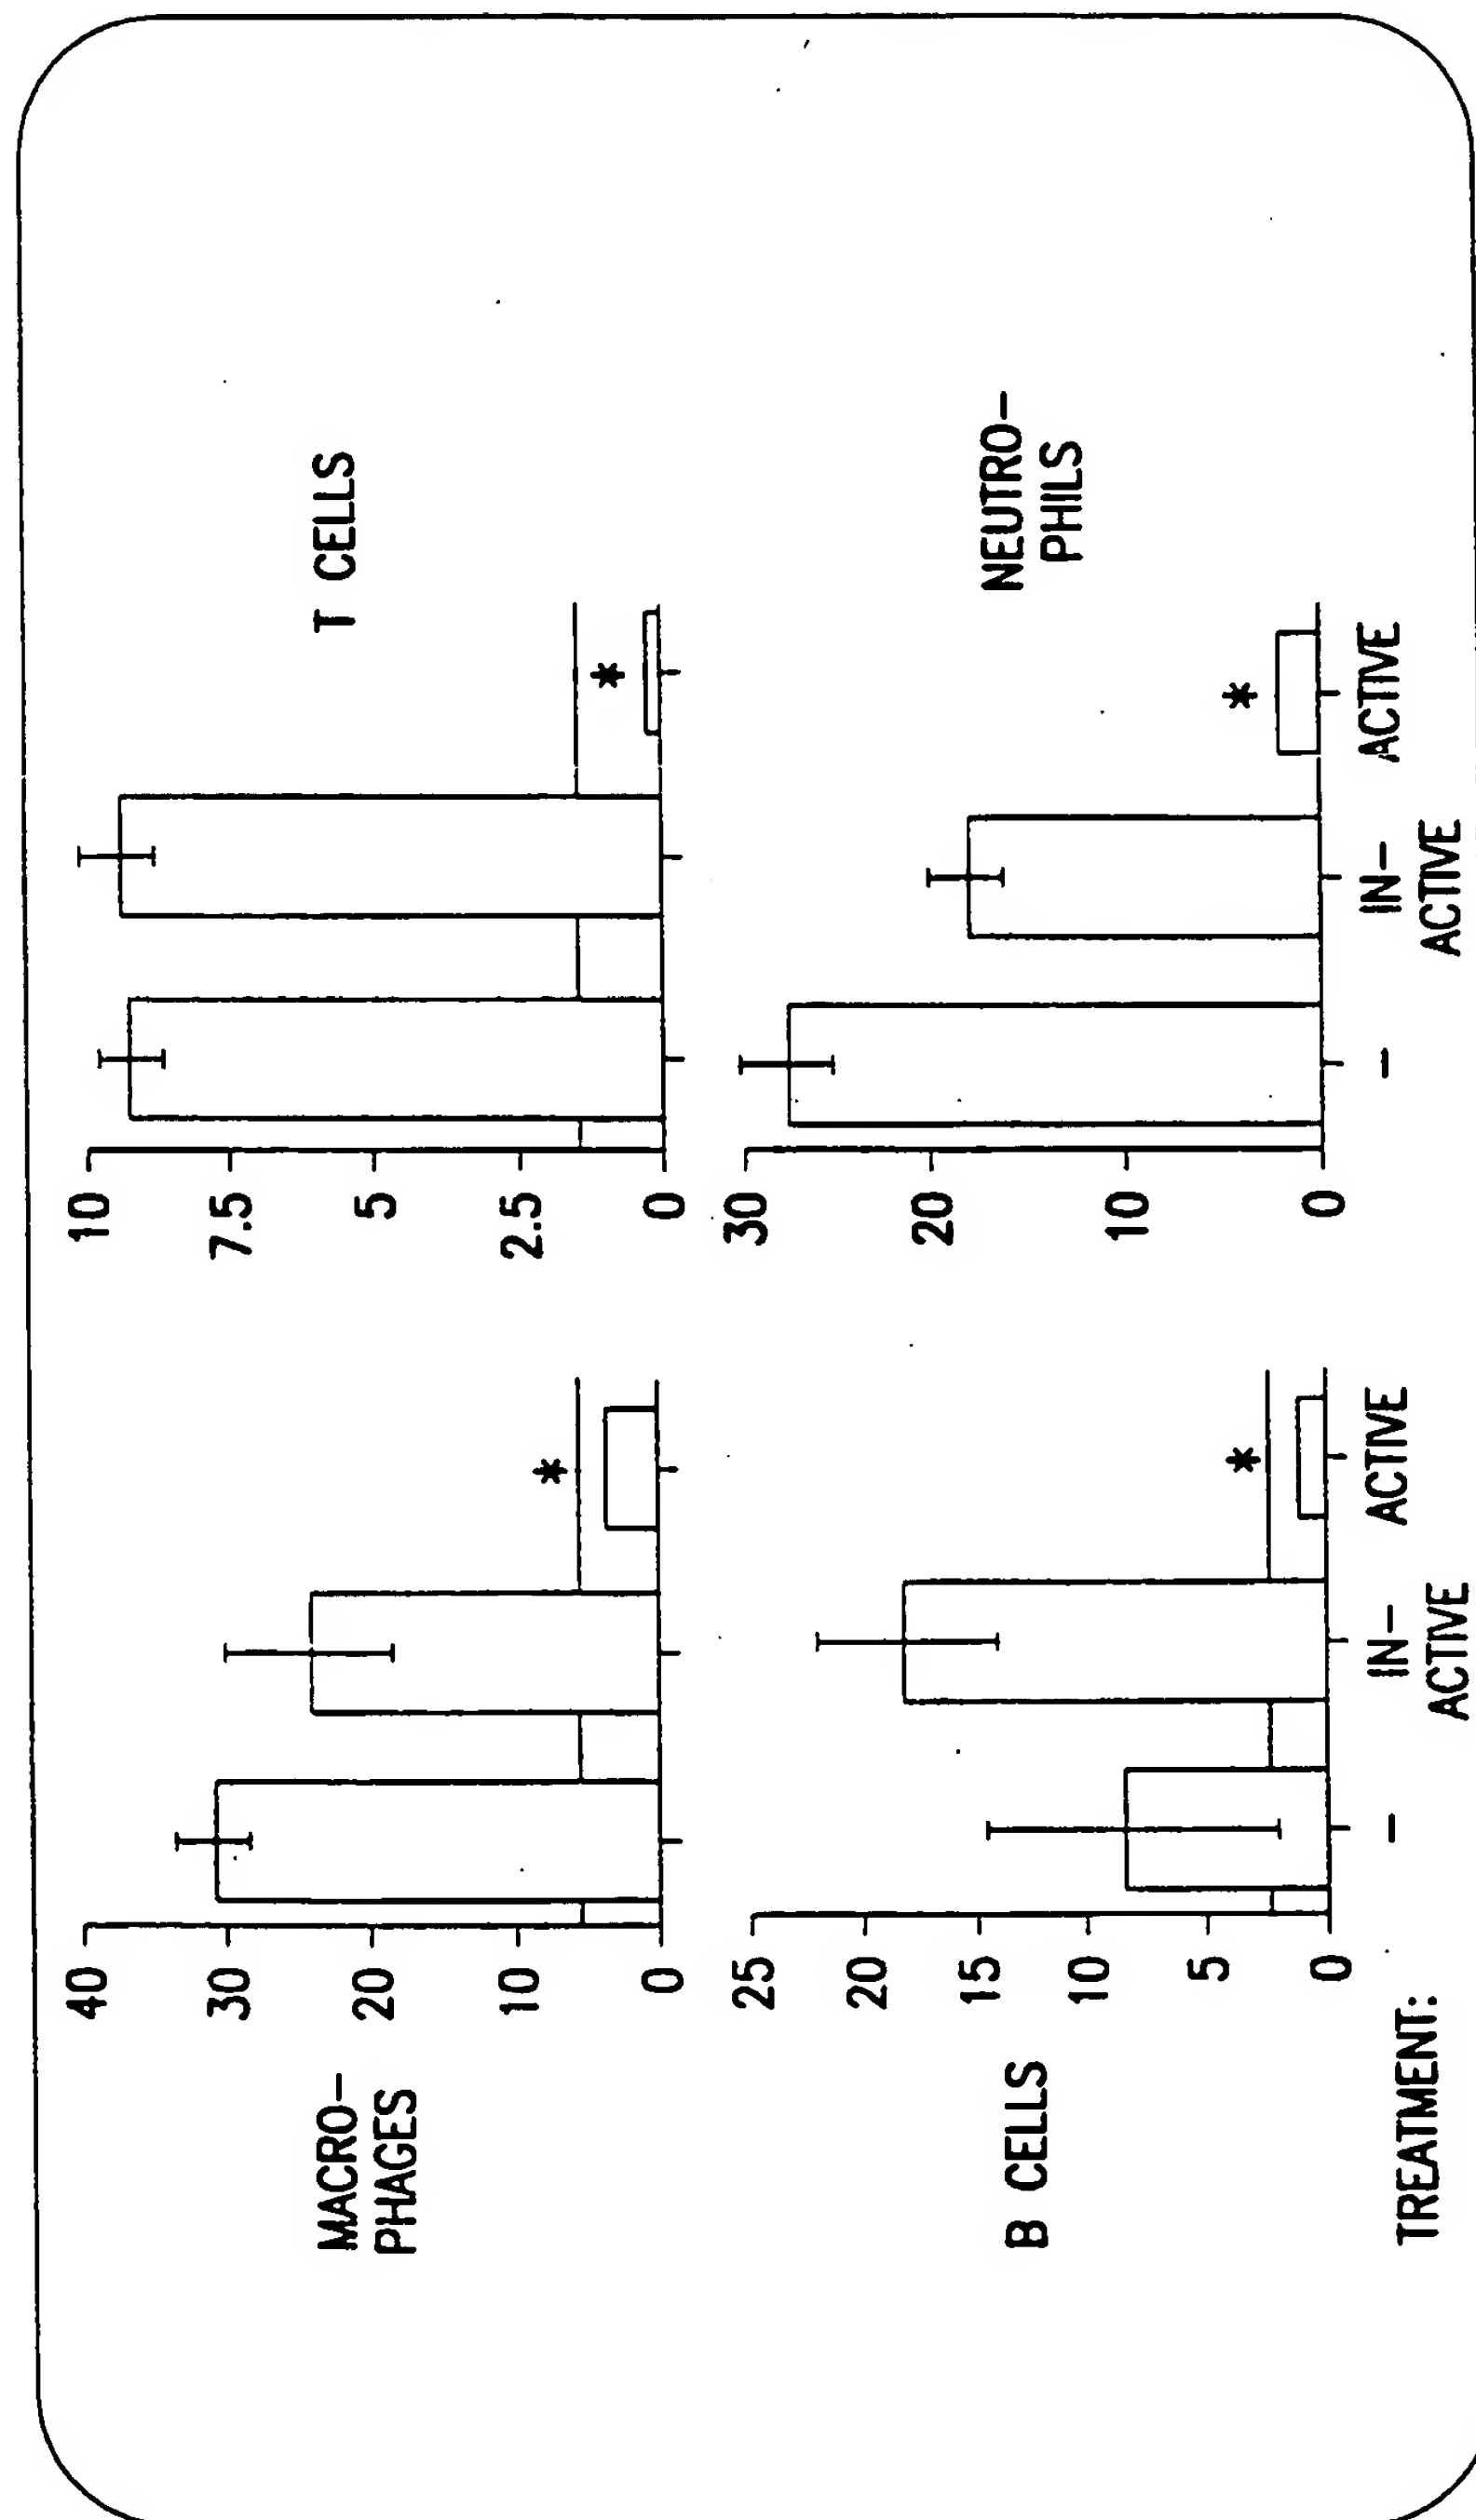 MACRO-
PHAGES
40
30
20
10
0
*
T CELLS
10
7.5
5
2.5
0
*
B CELLS
25
20
15
10
5
0
*
NEUTRO-
PHILS
30
20
10
0
*
TREATMENT:
–
IN-
ACTIVE
ACTIVE
–
IN-
ACTIVE
ACTIVE